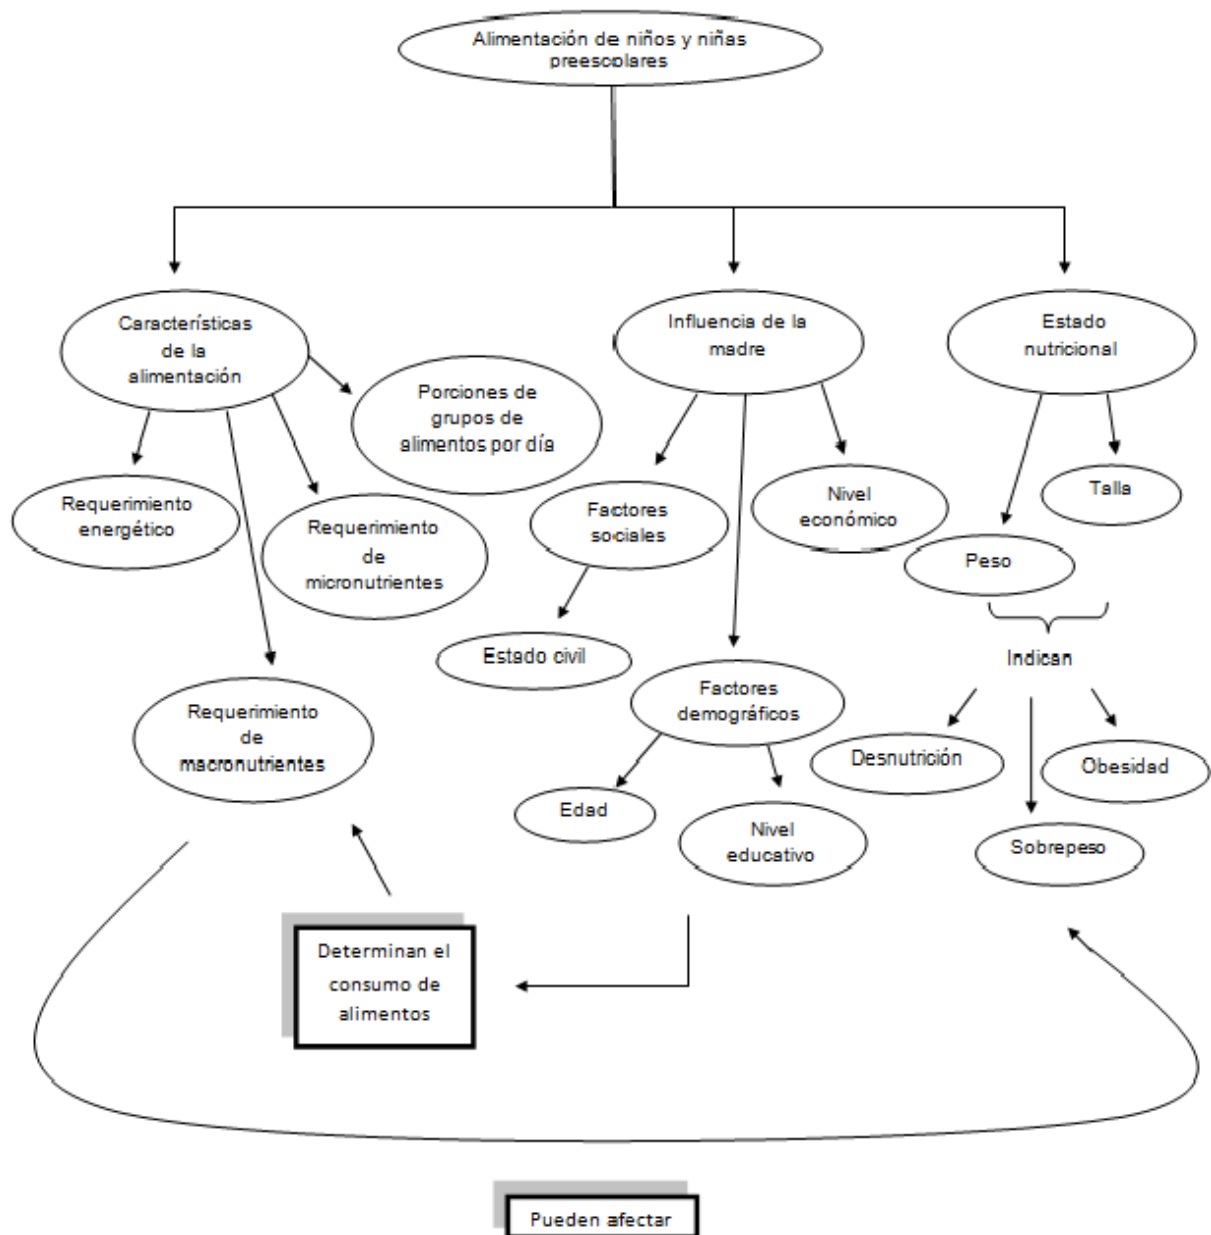 Alimentación de niños y niñas
preescolares
Características
de la
alimentación
Influencia de la
madre
Estado
nutricional
Porciones de
grupos de
alimentos por día
Requerimiento
energético
Requerimiento
de
micronutrientes
Factores
sociales
Nivel
económico
Talla
Peso
Estado civil
Indican
Requerimiento
de
macronutrientes
Factores
demográficos
Desnutrición
Obesidad
Edad
Nivel
educativo
Sobrepeso
Determinan el
consumo de
alimentos
Pueden afectar